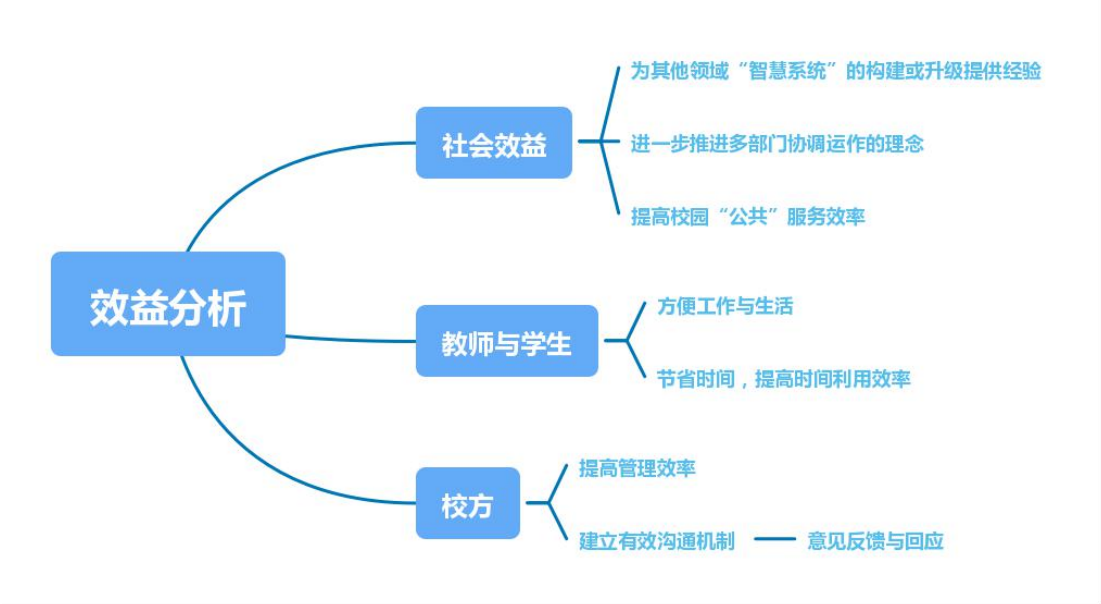 效益分析
社会效益
为其他领域“智慧系统”的构建或升级提供经验
进一步推进多部门协调运作的理念
提高校园“公共”服务效率
教师与学生
方便工作与生活
节省时间，提高时间利用效率
校方
提高管理效率
建立有效沟通机制
意见反馈与回应